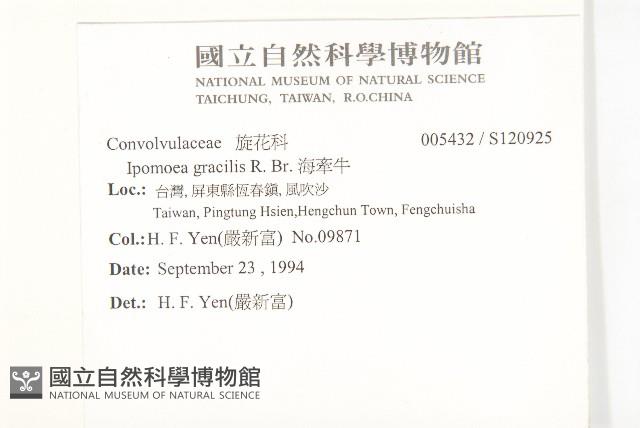 國立自然科學博物館
NATIONAL MUSEUM OF NATURAL SCIENCE
TAICHUNG, TAIWAN, R.O.CHINA
Convolvulaceae 旋花科 005432 / S120925
Ipomoea gracilis R. Br. 海牽牛
Loc.: 台灣, 屏東縣恆春鎮, 風吹沙
Taiwan, Pingtung Hsien,Hengchun Town, Fengchuisha
Col.: H. F. Yen(嚴新富) No.09871
Date: September 23 , 1994
Det.: H. F. Yen(嚴新富)
國立自然科學博物館
NATIONAL MUSEUM OF NATURAL SCIENCE